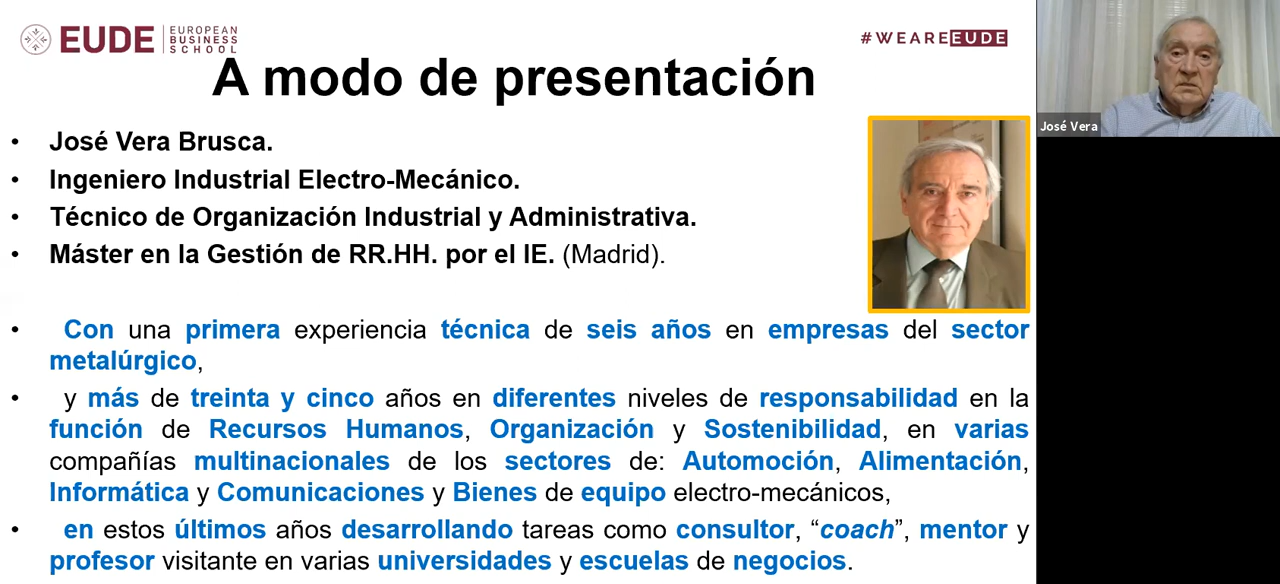 EUDE
EUROPEAN
BUSINESS
SCHOOL
#WEAREEUDE
A modo de presentación
José Vera
• José Vera Brusca.
• Ingeniero Industrial Electro-Mecánico.
• Técnico de Organización Industrial y Administrativa.
• Máster en la Gestión de RR.HH. por el IE. (Madrid).
• Con una primera experiencia técnica de seis años en empresas del sector
metalúrgico,
• y más de treinta y cinco años en diferentes niveles de responsabilidad en la
función de Recursos Humanos, Organización y Sostenibilidad, en varias
compañías multinacionales de los sectores de: Automoción, Alimentación,
Informática y Comunicaciones y Bienes de equipo electro-mecánicos,
• en estos últimos años desarrollando tareas como consultor, “coach”, mentor y
profesor visitante en varias universidades y escuelas de negocios.